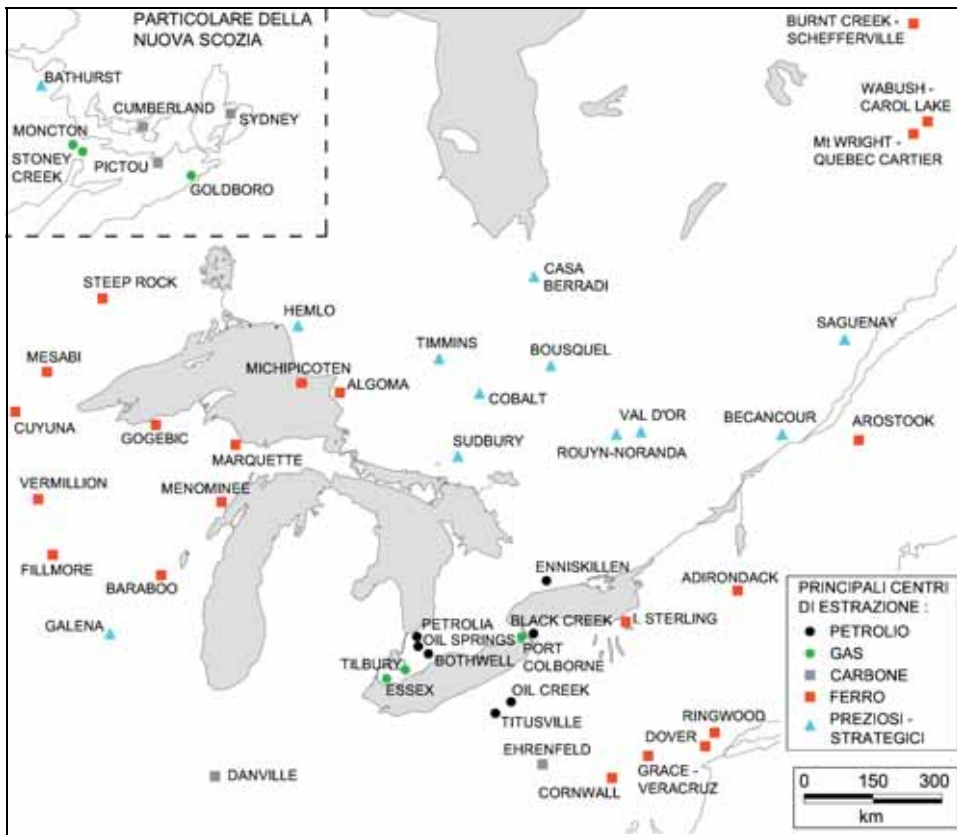 PARTICOLARE DELLA
NUOVA SCOZIA
BATHURST
CUMBERLAND
SYDNEY
MONCTON
STONEY
CREEK
PICTOU
GOLDBORO
BURNT CREEK -
SCHEFFERVILLE
WABUSH -
CAROL LAKE
Mt WRIGHT -
QUEBEC CARTIER
STEEP ROCK
HEMLO
CASA
BERRADI
SAGUENAY
TIMMINS
BOUSQUEL
MESABI
MICHIPICOTEN
ALGOMA
COBALT
CUYUNA
GOGEBIC
VAL D'OR
BECANCOUR
AROSTOOK
MARQUETTE
SUDBURY
ROUYN-NORANDA
VERMILLION
MENOMINEE
FILLMORE
BARABOO
ENNISKILLEN
ADIRONDACK
GALENA
PETROLIA
OIL SPRINGS
BLACK CREEK
STERLING
TILBURY
BOTHWELL
PORT
COLBORNE
ESSEX
OIL CREEK
TITUSVILLE
RINGWOOD
DOVER
EHRENFELD
DANVILLE
CORNWALL
GRACE -
VERACRUZ
PRINCIPALI CENTRI
DI ESTRAZIONE :
PETROLIO
GAS
CARBONE
FERRO
PREZIOSI -
STRATEGICI
0 150 300
km